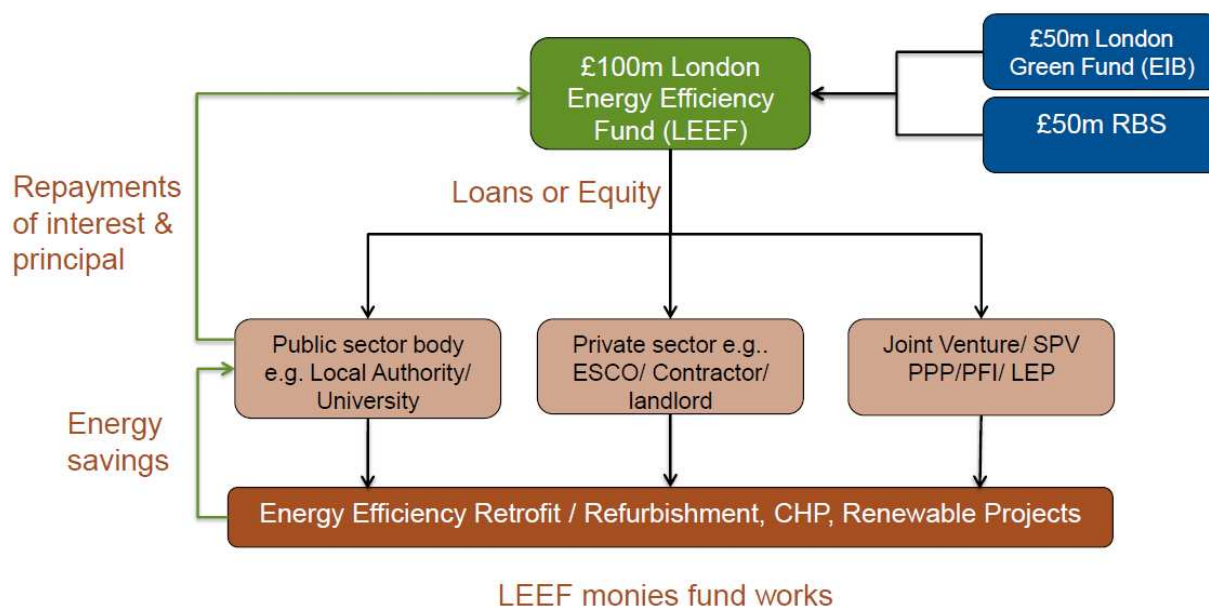 £100m London
Energy Efficiency
Fund (LEEF)
£50m London
Green Fund (EIB)
£50m RBS
Repayments
of interest &
principal
Loans or Equity
Public sector body
e.g. Local Authority/
University
Private sector e.g..
ESCO/ Contractor/
landlord
Joint Venture/ SPV
PPP/PFI/ LEP
Energy
savings
Energy Efficiency Retrofit / Refurbishment, CHP, Renewable Projects
LEEF monies fund works